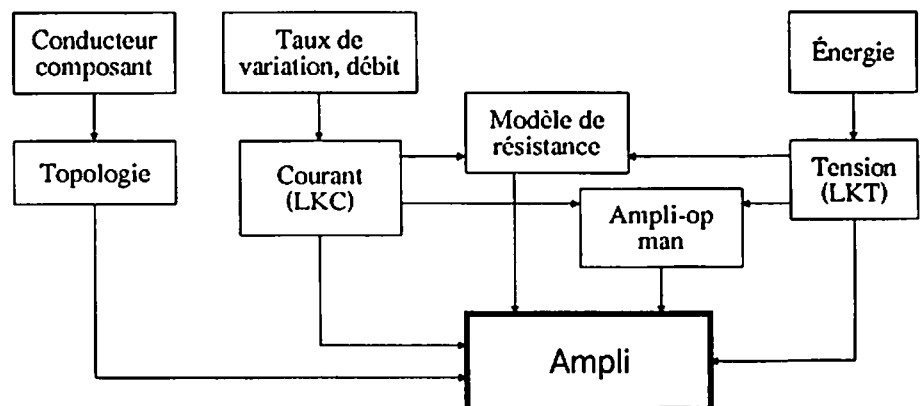 Conducteur
composant
Taux de
variation, débit
Énergie
Modèle de
résistance
Topologie
Courant
(LKC)
Tension
(LKT)
Ampli-op
man
Ampli